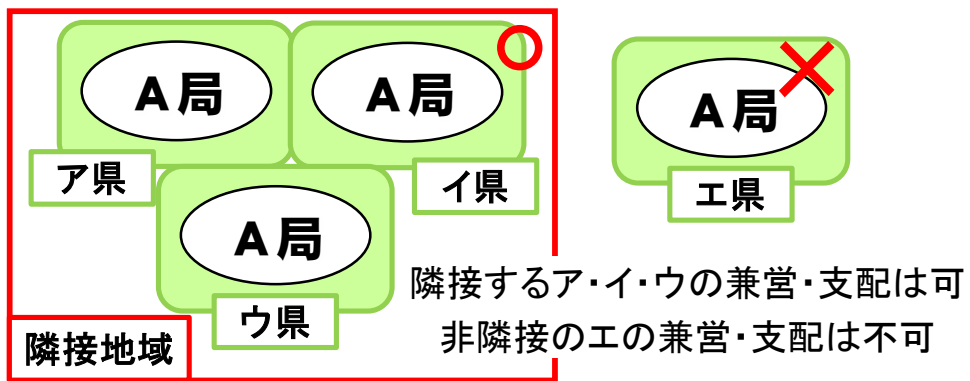 A局
A局
A局
ア県
イ県
エ県
A局
ウ県
隣接地域
隣接するア・イ・ウの兼営・支配は可
非隣接のエの兼営・支配は不可